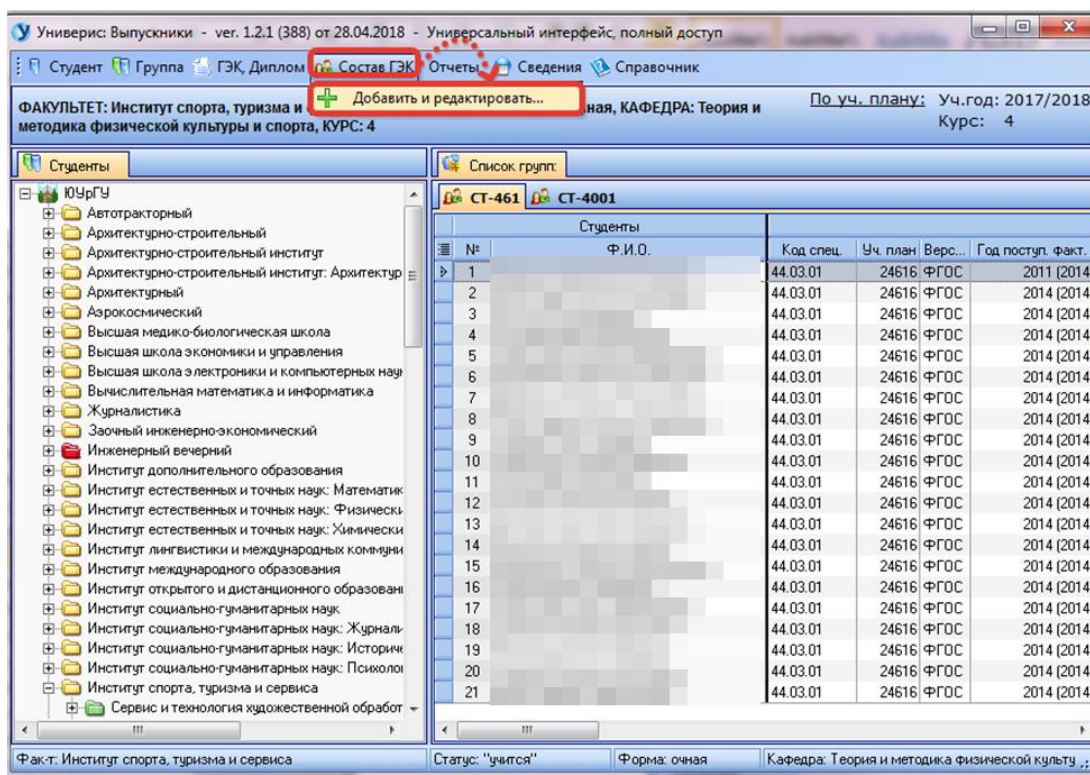 Универис: Выпускники - ver. 1.2.1 (388) от 28.04.2018 - Универсальный интерфейс, полный доступ
Студент Группа ГЭК, Диплом Состав ГЭК Отчеты Сведения Справочник
Добавить и редактировать...
ФАКУЛЬТЕТ: Институт спорта, туризма и ная, КАФЕДРА: Теория и
методика физической культуры и спорта, КУРС: 4
По уч. плану: Уч.год: 2017/2018
Курс: 4
Студенты
ЮУрГУ
Автотракторный
Архитектурно-строительный
Архитектурно-строительный институт
Архитектурно-строительный институт: Архитектур
Архитектурный
Аэрокосмический
Высшая медико-биологическая школа
Высшая школа экономики и управления
Высшая школа электроники и компьютерных наук
Вычислительная математика и информатика
Журналистика
Заочный инженерно-экономический
Инженерный вечерний
Институт дополнительного образования
Институт естественных и точных наук: Математик
Институт естественных и точных наук: Физически
Институт естественных и точных наук: Химически
Институт лингвистики и международных коммуни
Институт международного образования
Институт открытого и дистанционного образовани
Институт социально-гуманитарных наук
Институт социально-гуманитарных наук: Журнали
Институт социально-гуманитарных наук: Историче
Институт социально-гуманитарных наук: Психолог
Институт спорта, туризма и сервиса
Сервис и технология художественной обработ
Список групп:
СТ-461 СТ-4001
Студенты
№ Ф.И.О. Код спец. Уч. план Верс... Год поступ. факт.
1 44.03.01 24616 ФГОС 2011 (2014
2 44.03.01 24616 ФГОС 2014 (2014
3 44.03.01 24616 ФГОС 2014 (2014
4 44.03.01 24616 ФГОС 2014 (2014
5 44.03.01 24616 ФГОС 2014 (2014
6 44.03.01 24616 ФГОС 2014 (2014
7 44.03.01 24616 ФГОС 2014 (2014
8 44.03.01 24616 ФГОС 2014 (2014
9 44.03.01 24616 ФГОС 2014 (2014
10 44.03.01 24616 ФГОС 2014 (2014
11 44.03.01 24616 ФГОС 2014 (2014
12 44.03.01 24616 ФГОС 2014 (2014
13 44.03.01 24616 ФГОС 2014 (2014
14 44.03.01 24616 ФГОС 2014 (2014
15 44.03.01 24616 ФГОС 2014 (2014
16 44.03.01 24616 ФГОС 2014 (2014
17 44.03.01 24616 ФГОС 2014 (2014
18 44.03.01 24616 ФГОС 2014 (2014
19 44.03.01 24616 ФГОС 2014 (2014
20 44.03.01 24616 ФГОС 2014 (2014
21 44.03.01 24616 ФГОС 2014 (2014
Фак-т: Институт спорта, туризма и сервиса Статус: "учится" Форма: очная Кафедра: Теория и методика физической культу